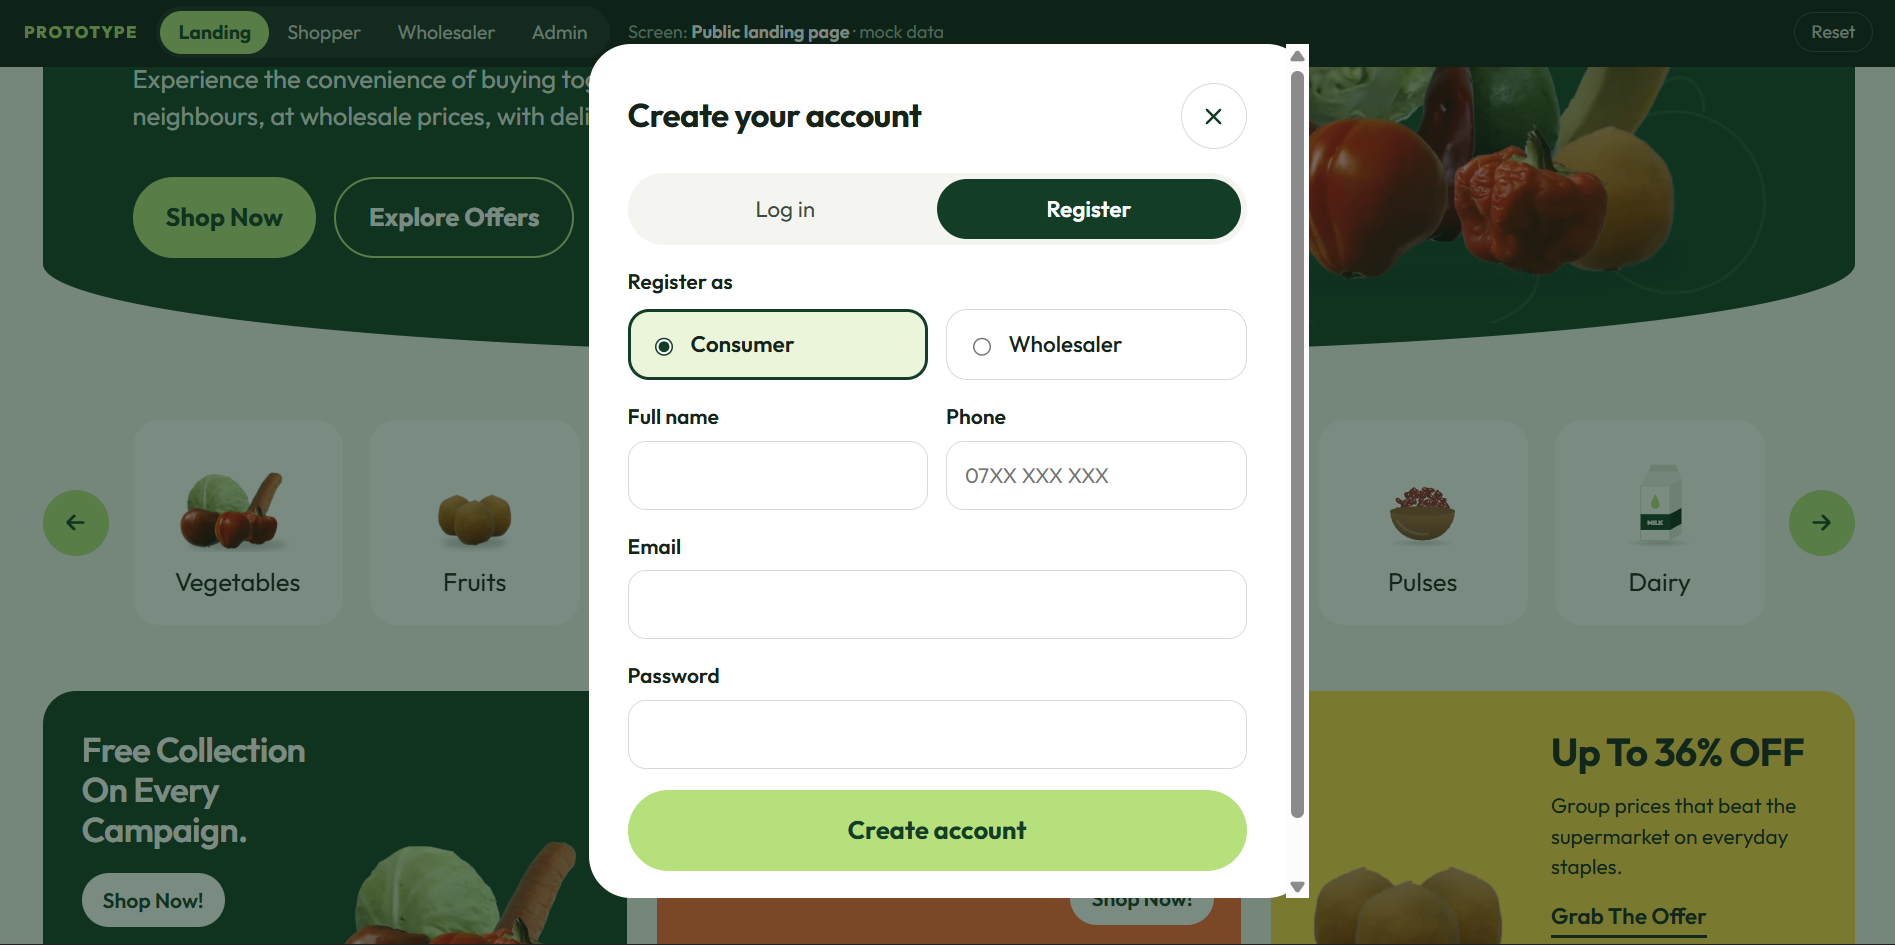 PROTOTYPE
Landing
Shopper
Wholesaler
Admin
Screen: Public landing page · mock data
Reset
Experience the convenience of buying tog
neighbours, at wholesale prices, with deli
Shop Now
Explore Offers
Create your account
Log in
Register
Register as
Consumer
Wholesaler
Full name
Phone
07XX XXX XXX
Email
Password
Create account
Vegetables
Fruits
Pulses
MILK
Dairy
Free Collection
On Every
Campaign.
Shop Now!
Shop Now!
Up To 36% OFF
Group prices that beat the
supermarket on everyday
staples.
Grab The Offer